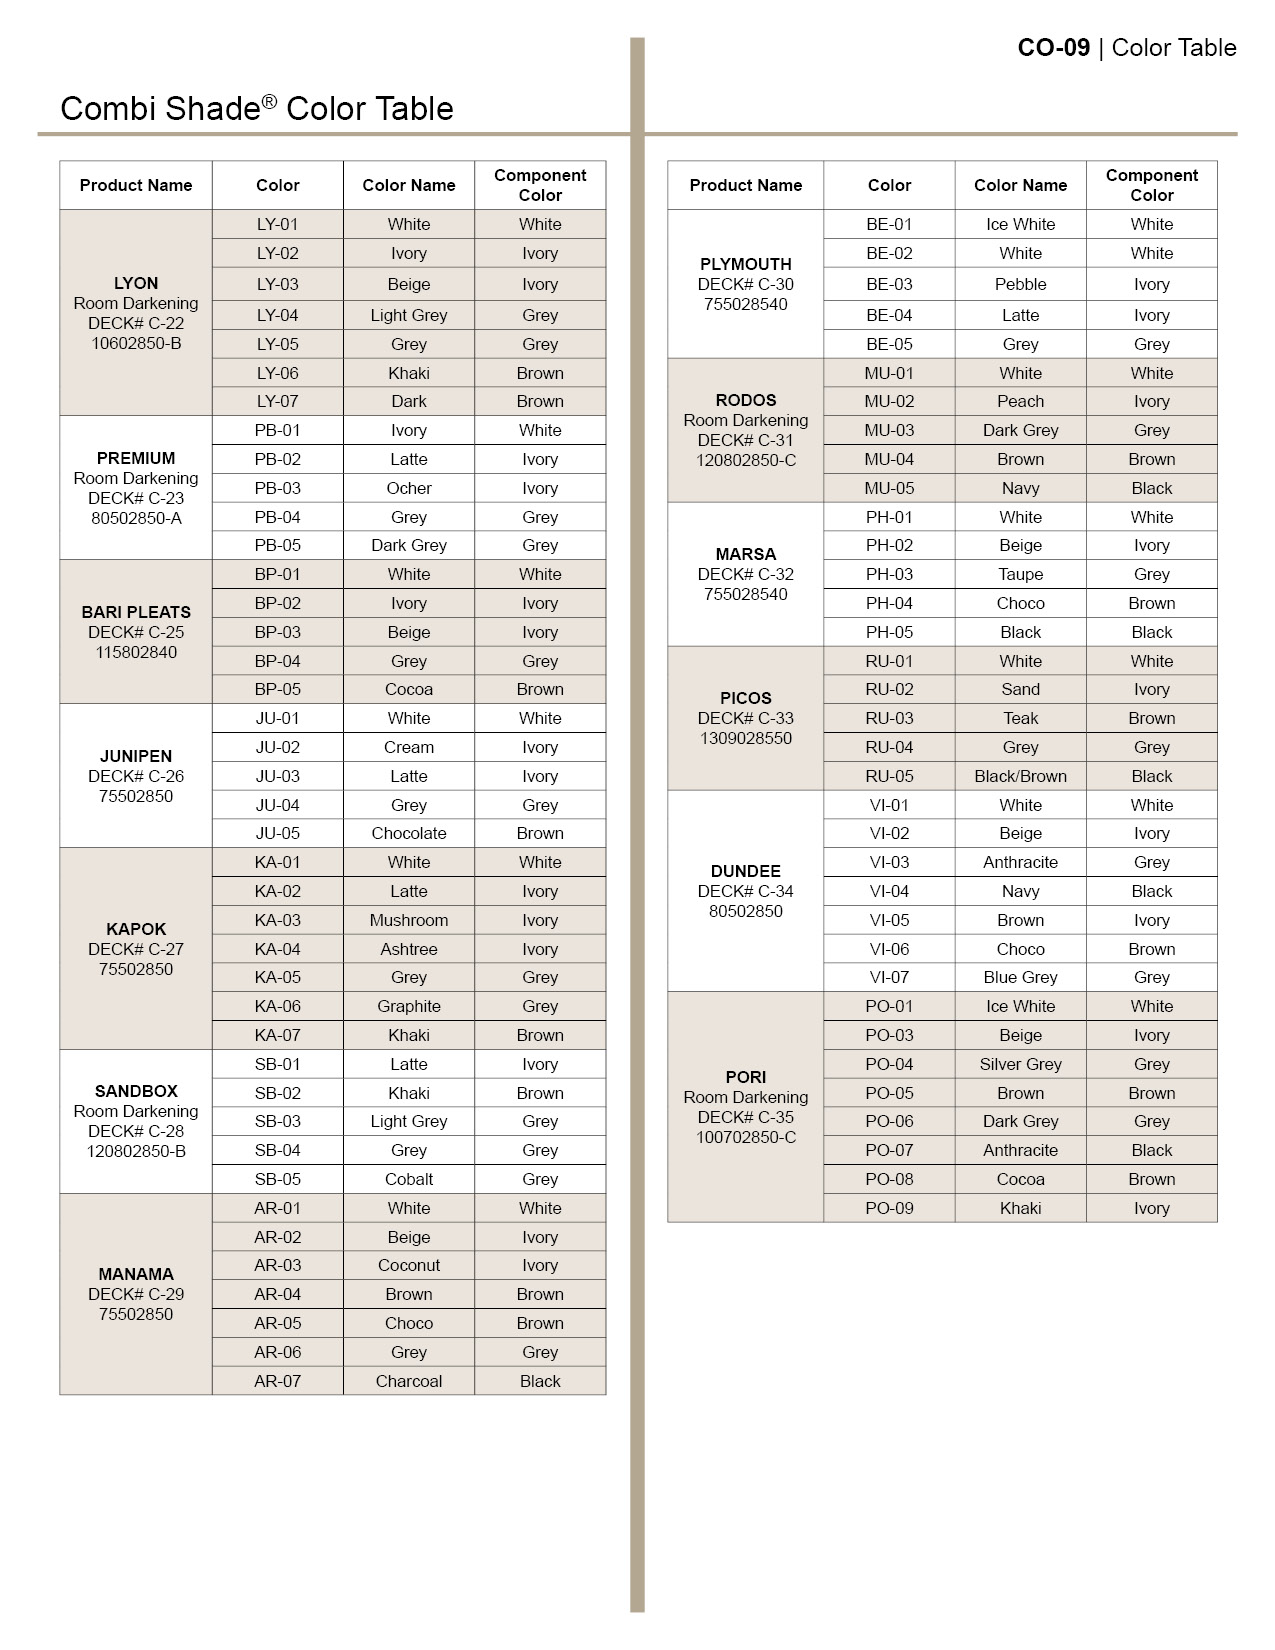 CO-09 | Color Table
Combi Shade® Color Table
Product Name Color Color Name Component Color
LYON
Room Darkening
DECK# C-22
10602850-B
LY-01 White White
LY-02 Ivory Ivory
LY-03 Beige Ivory
LY-04 Light Grey Grey
LY-05 Grey Grey
LY-06 Khaki Brown
LY-07 Dark Brown
PREMIUM
Room Darkening
DECK# C-23
80502850-A
PB-01 Ivory White
PB-02 Latte Ivory
PB-03 Ocher Ivory
PB-04 Grey Grey
PB-05 Dark Grey Grey
BARI PLEATS
DECK# C-25
115802840
BP-01 White White
BP-02 Ivory Ivory
BP-03 Beige Ivory
BP-04 Grey Grey
BP-05 Cocoa Brown
JUNIPEN
DECK# C-26
75502850
JU-01 White White
JU-02 Cream Ivory
JU-03 Latte Ivory
JU-04 Grey Grey
JU-05 Chocolate Brown
KAPOK
DECK# C-27
75502850
KA-01 White White
KA-02 Latte Ivory
KA-03 Mushroom Ivory
KA-04 Ashtree Ivory
KA-05 Grey Grey
KA-06 Graphite Grey
KA-07 Khaki Brown
SANDBOX
Room Darkening
DECK# C-28
120802850-B
SB-01 Latte Ivory
SB-02 Khaki Brown
SB-03 Light Grey Grey
SB-04 Grey Grey
SB-05 Cobalt Grey
MANAMA
DECK# C-29
75502850
AR-01 White White
AR-02 Beige Ivory
AR-03 Coconut Ivory
AR-04 Brown Brown
AR-05 Choco Brown
AR-06 Grey Grey
AR-07 Charcoal Black
Product Name Color Color Name Component Color
PLYMOUTH
DECK# C-30
755028540
BE-01 Ice White White
BE-02 White White
BE-03 Pebble Ivory
BE-04 Latte Ivory
BE-05 Grey Grey
RODOS
Room Darkening
DECK# C-31
120802850-C
MU-01 White White
MU-02 Peach Ivory
MU-03 Dark Grey Grey
MU-04 Brown Brown
MU-05 Navy Black
MARSA
DECK# C-32
755028540
PH-01 White White
PH-02 Beige Ivory
PH-03 Taupe Grey
PH-04 Choco Brown
PH-05 Black Black
PICOS
DECK# C-33
1309028550
RU-01 White White
RU-02 Sand Ivory
RU-03 Teak Brown
RU-04 Grey Grey
RU-05 Black/Brown Black
DUNDEE
DECK# C-34
80502850
VI-01 White White
VI-02 Beige Ivory
VI-03 Anthracite Grey
VI-04 Navy Black
VI-05 Brown Ivory
VI-06 Choco Brown
VI-07 Blue Grey Grey
PORI
Room Darkening
DECK# C-35
100702850-C
PO-01 Ice White White
PO-03 Beige Ivory
PO-04 Silver Grey Grey
PO-05 Brown Brown
PO-06 Dark Grey Grey
PO-07 Anthracite Black
PO-08 Cocoa Brown
PO-09 Khaki Ivory